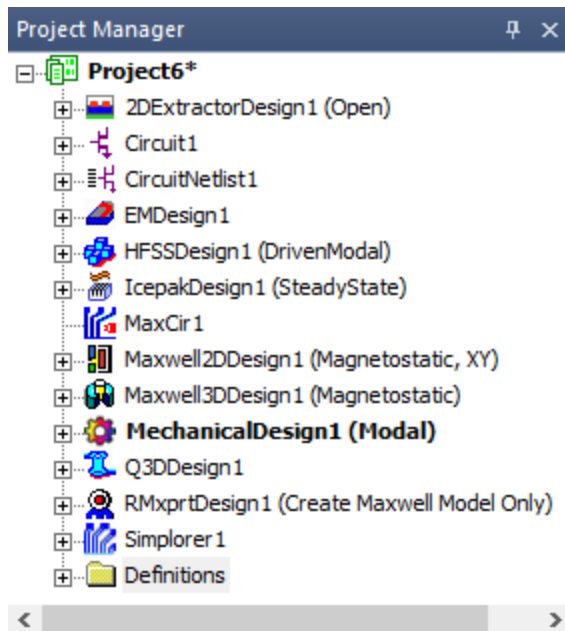 Project Manager
Project6*
2DExtractorDesign1 (Open)
Circuit1
CircuitNetlist1
EMDesign1
HFSSDesign1 (DrivenModal)
IcepakDesign1 (SteadyState)
MaxCir1
Maxwell2DDesign1 (Magnetostatic, XY)
Maxwell3DDesign1 (Magnetostatic)
MechanicalDesign1 (Modal)
Q3DDesign1
RMxprtDesign1 (Create Maxwell Model Only)
Simplorer1
Definitions